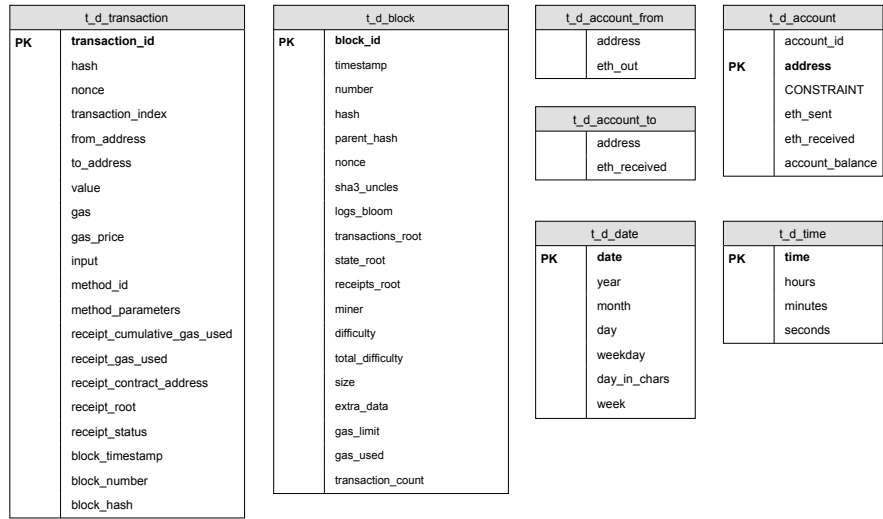 t_d_transaction
PK transaction_id
hash
nonce
transaction_index
from_address
to_address
value
gas
gas_price
input
method_id
method_parameters
receipt_cumulative_gas_used
receipt_gas_used
receipt_contract_address
receipt_root
receipt_status
block_timestamp
block_number
block_hash
t_d_block
PK block_id
timestamp
number
hash
parent_hash
nonce
sha3_uncles
logs_bloom
transactions_root
state_root
receipts_root
miner
difficulty
total_difficulty
size
extra_data
gas_limit
gas_used
transaction_count
t_d_account_from
address
eth_out
t_d_account_to
address
eth_received
t_d_account
account_id
PK address
CONSTRAINT
eth_sent
eth_received
account_balance
t_d_date
PK date
year
month
day
weekday
day_in_chars
week
t_d_time
PK time
hours
minutes
seconds